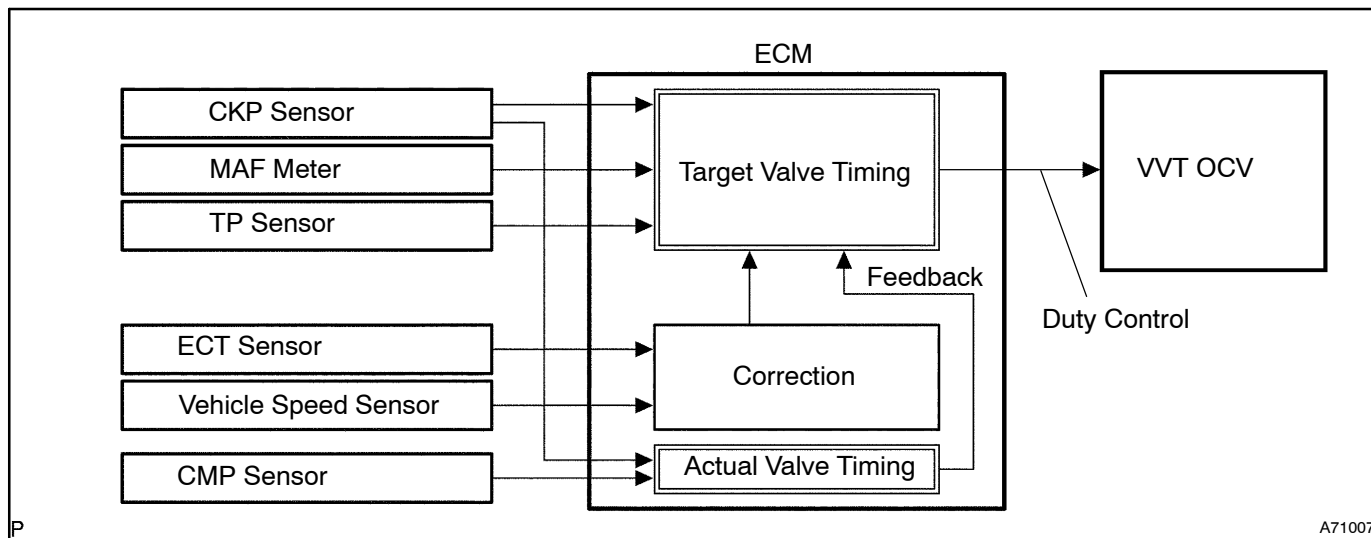 ECM
CKP Sensor
MAF Meter
TP Sensor
Target Valve Timing
VVT OCV
Feedback
Duty Control
ECT Sensor
Vehicle Speed Sensor
Correction
CMP Sensor
Actual Valve Timing
P
A71007